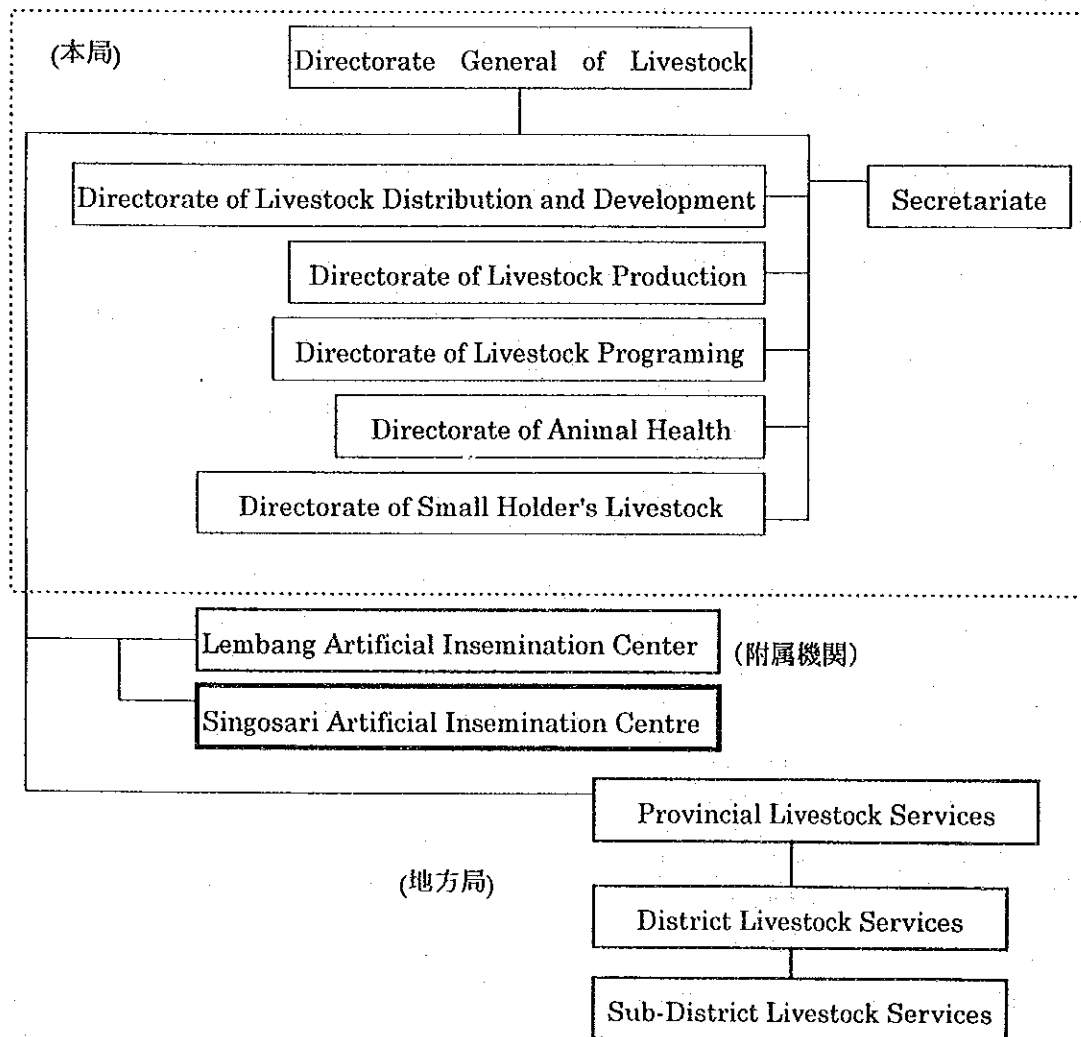 (本局)
Directorate General of Livestock
Directorate of Livestock Distribution and Development
Secretariate
Directorate of Livestock Production
Directorate of Livestock Programing
Directorate of Animal Health
Directorate of Small Holder's Livestock
Lembang Artificial Insemination Center
(附属機関)
Singosari Artificial Insemination Centre
Provincial Livestock Services
(地方局)
District Livestock Services
Sub-District Livestock Services